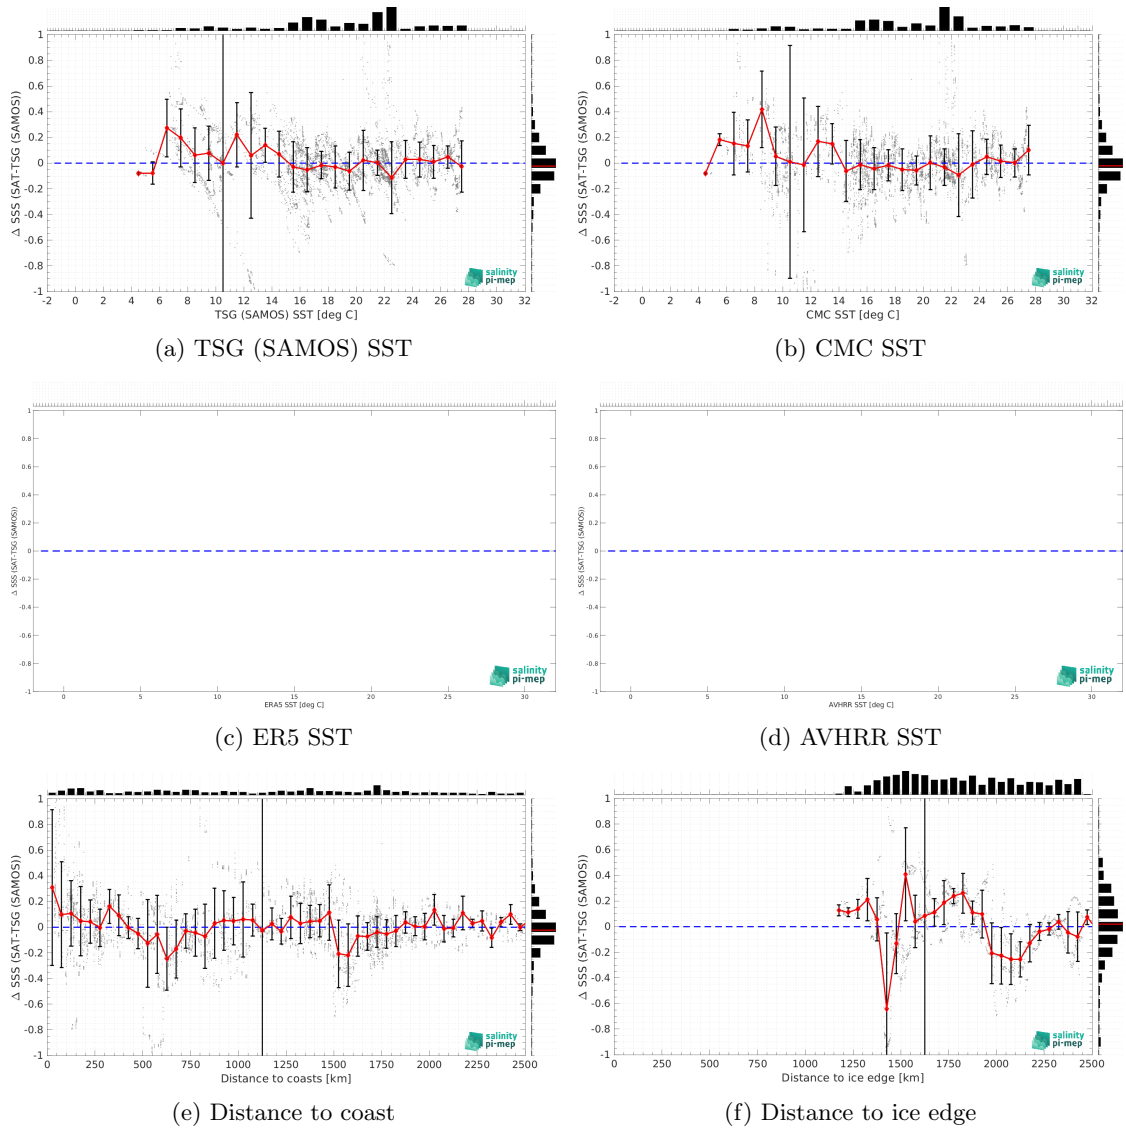 1
0.8
0.6
0.4
0.2
0
-0.2
-0.4
-0.6
-0.8
-1
Δ SSS (SAT-TSG (SAMOS))
salinity
pi-mep
-2 0 2 4 6 8 10 12 14 16 18 20 22 24 26 28 30 32
TSG (SAMOS) SST [deg C]
(a) TSG (SAMOS) SST
1
0.8
0.6
0.4
0.2
0
-0.2
-0.4
-0.6
-0.8
-1
Δ SSS (SAT-TSG (SAMOS))
salinity
pi-mep
-2 0 2 4 6 8 10 12 14 16 18 20 22 24 26 28 30 32
CMC SST [deg C]
(b) CMC SST
1
0.8
0.6
0.4
0.2
0
-0.2
-0.4
-0.6
-0.8
-1
Δ SSS (SAT-TSG (SAMOS))
salinity
pi-mep
0 5 10 15 20 25 30
ERA5 SST [deg C]
(c) ER5 SST
1
0.8
0.6
0.4
0.2
0
-0.2
-0.4
-0.6
-0.8
-1
Δ SSS (SAT-TSG (SAMOS))
salinity
pi-mep
0 5 10 15 20 25 30
AVHRR SST [deg C]
(d) AVHRR SST
1
0.8
0.6
0.4
0.2
0
-0.2
-0.4
-0.6
-0.8
-1
Δ SSS (SAT-TSG (SAMOS))
salinity
pi-mep
0 250 500 750 1000 1250 1500 1750 2000 2250 2500
Distance to coasts [km]
(e) Distance to coast
1
0.8
0.6
0.4
0.2
0
-0.2
-0.4
-0.6
-0.8
-1
Δ SSS (SAT-TSG (SAMOS))
salinity
pi-mep
0 250 500 750 1000 1250 1500 1750 2000 2250 2500
Distance to ice edge [km]
(f) Distance to ice edge